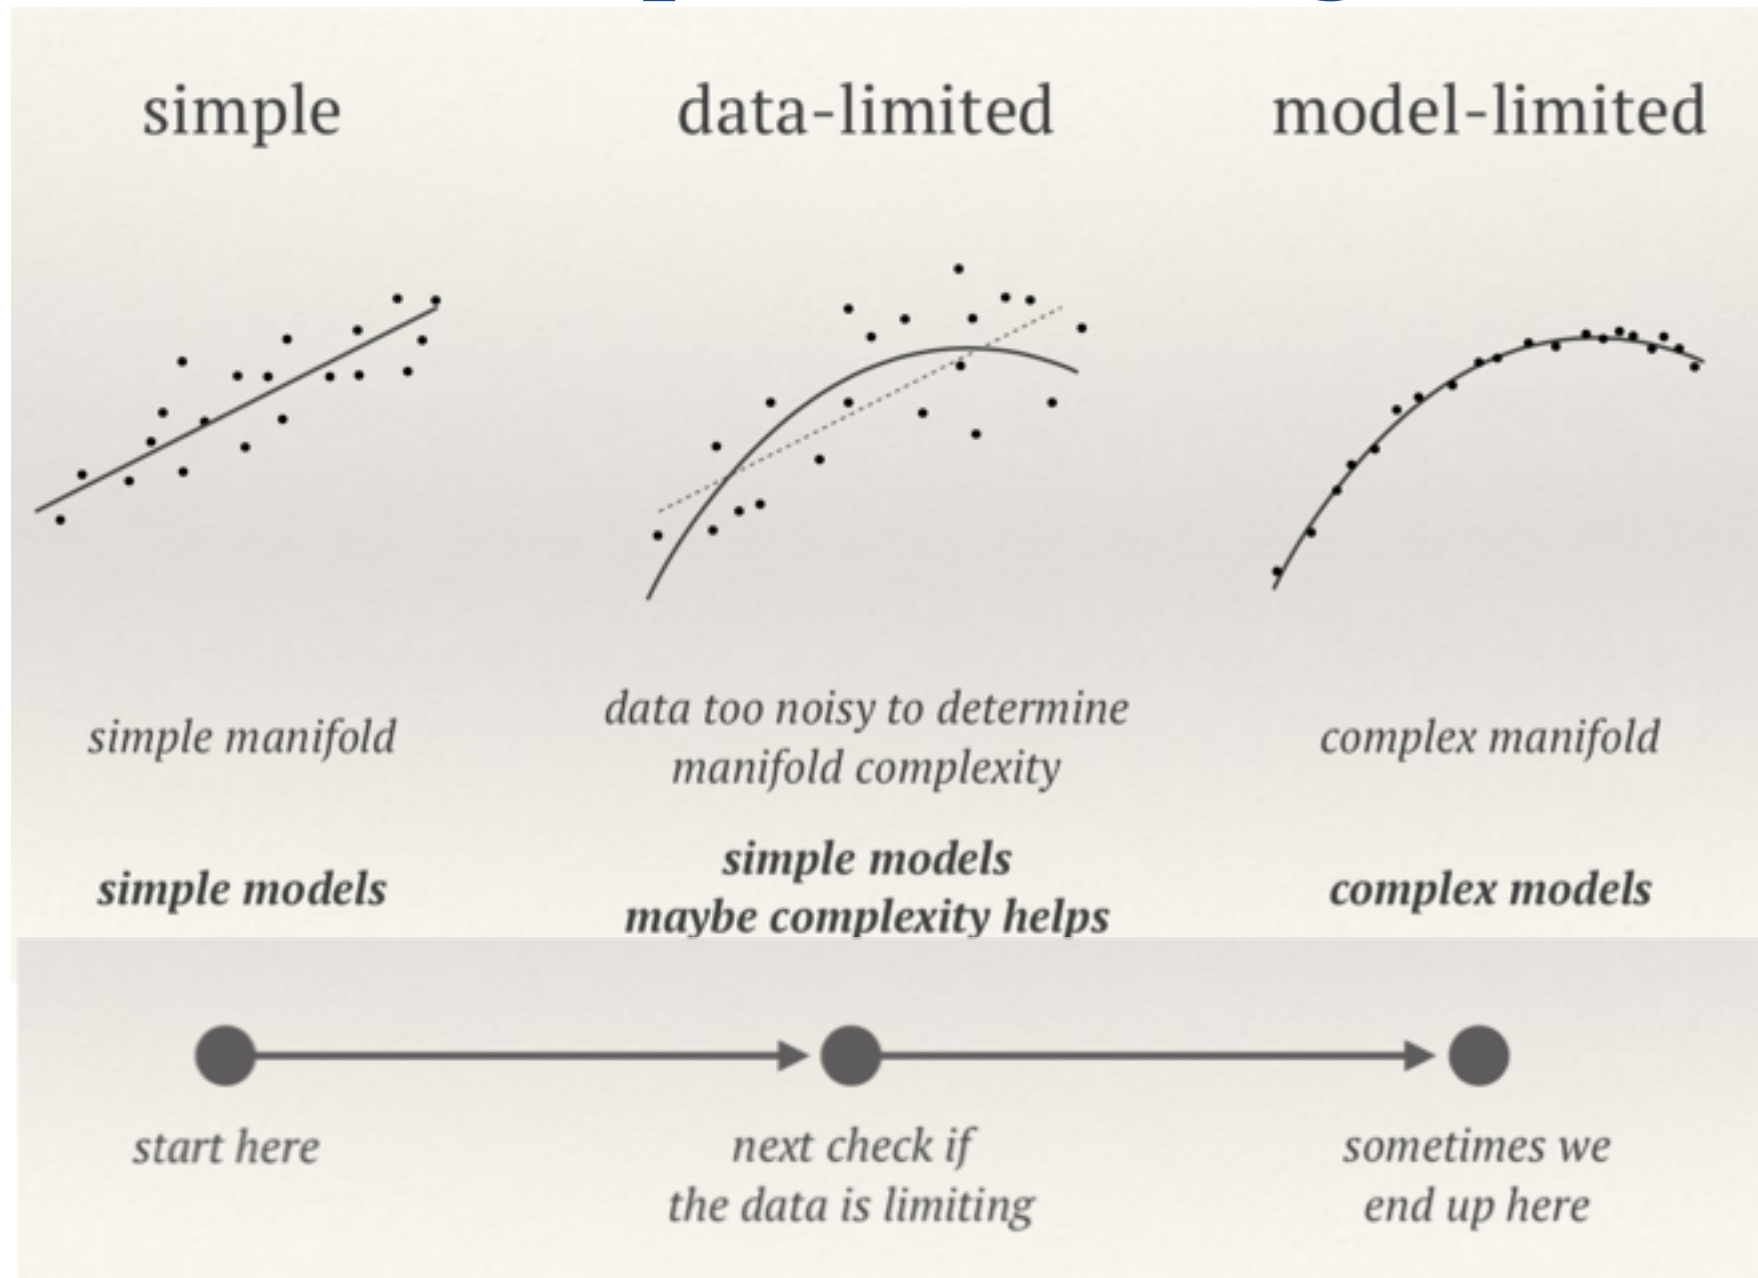 simple
data-limited
model-limited
simple manifold
data too noisy to determine
manifold complexity
complex manifold
simple models
simple models
maybe complexity helps
complex models
start here
next check if
the data is limiting
sometimes we
end up here